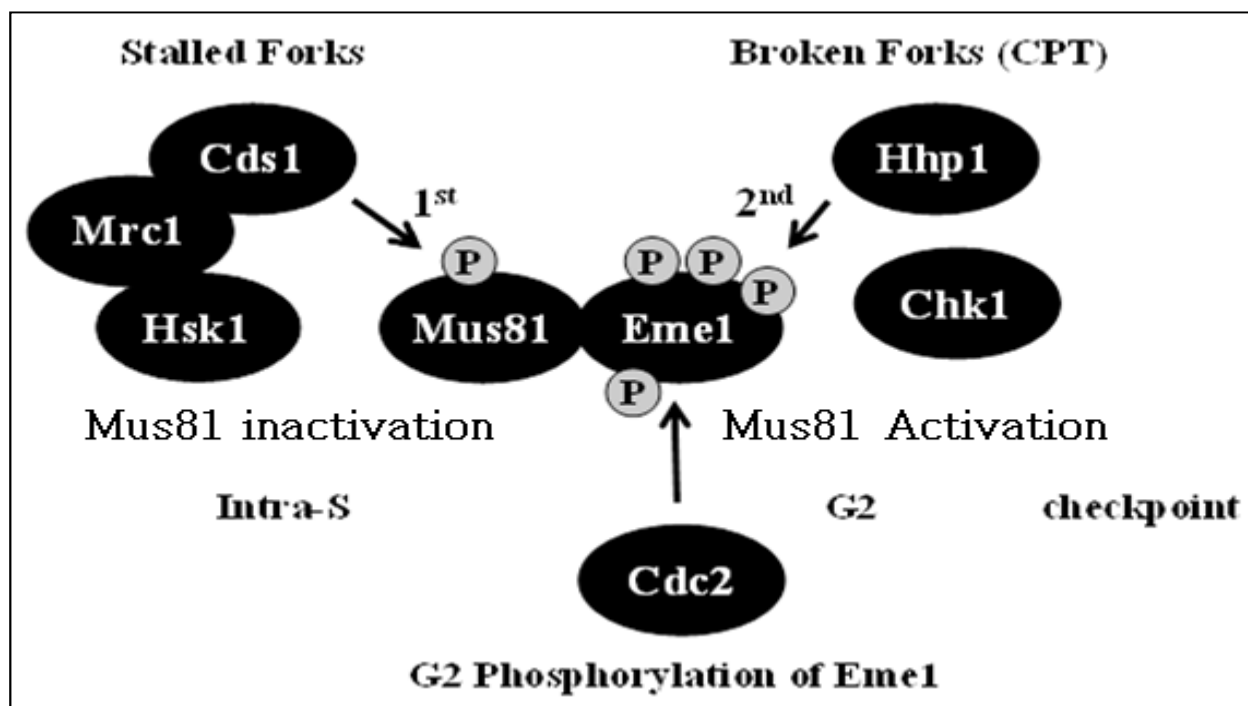 Stalled Forks
Broken Forks (CPT)
Cds1
Hhp1
1st
2nd
Mrc1
P
P
P
P
Chk1
Hsk1
Mus81
Eme1
P
Mus81 inactivation
Mus81 Activation
Intra-S
G2
checkpoint
Cdc2
G2 Phosphorylation of Eme1